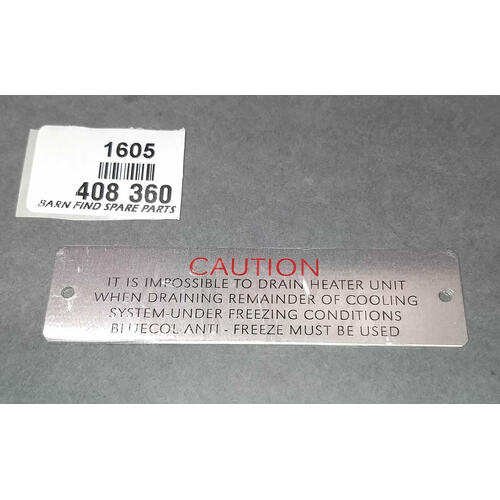 1605
408 360
BARN FIND SPARE PARTS
CAUTION
IT IS IMPOSSIBLE TO DRAIN HEATER UNIT
WHEN DRAINING REMAINDER OF COOLING
SYSTEM-UNDER FREEZING CONDITIONS
BLUECOL ANTI - FREEZE MUST BE USED